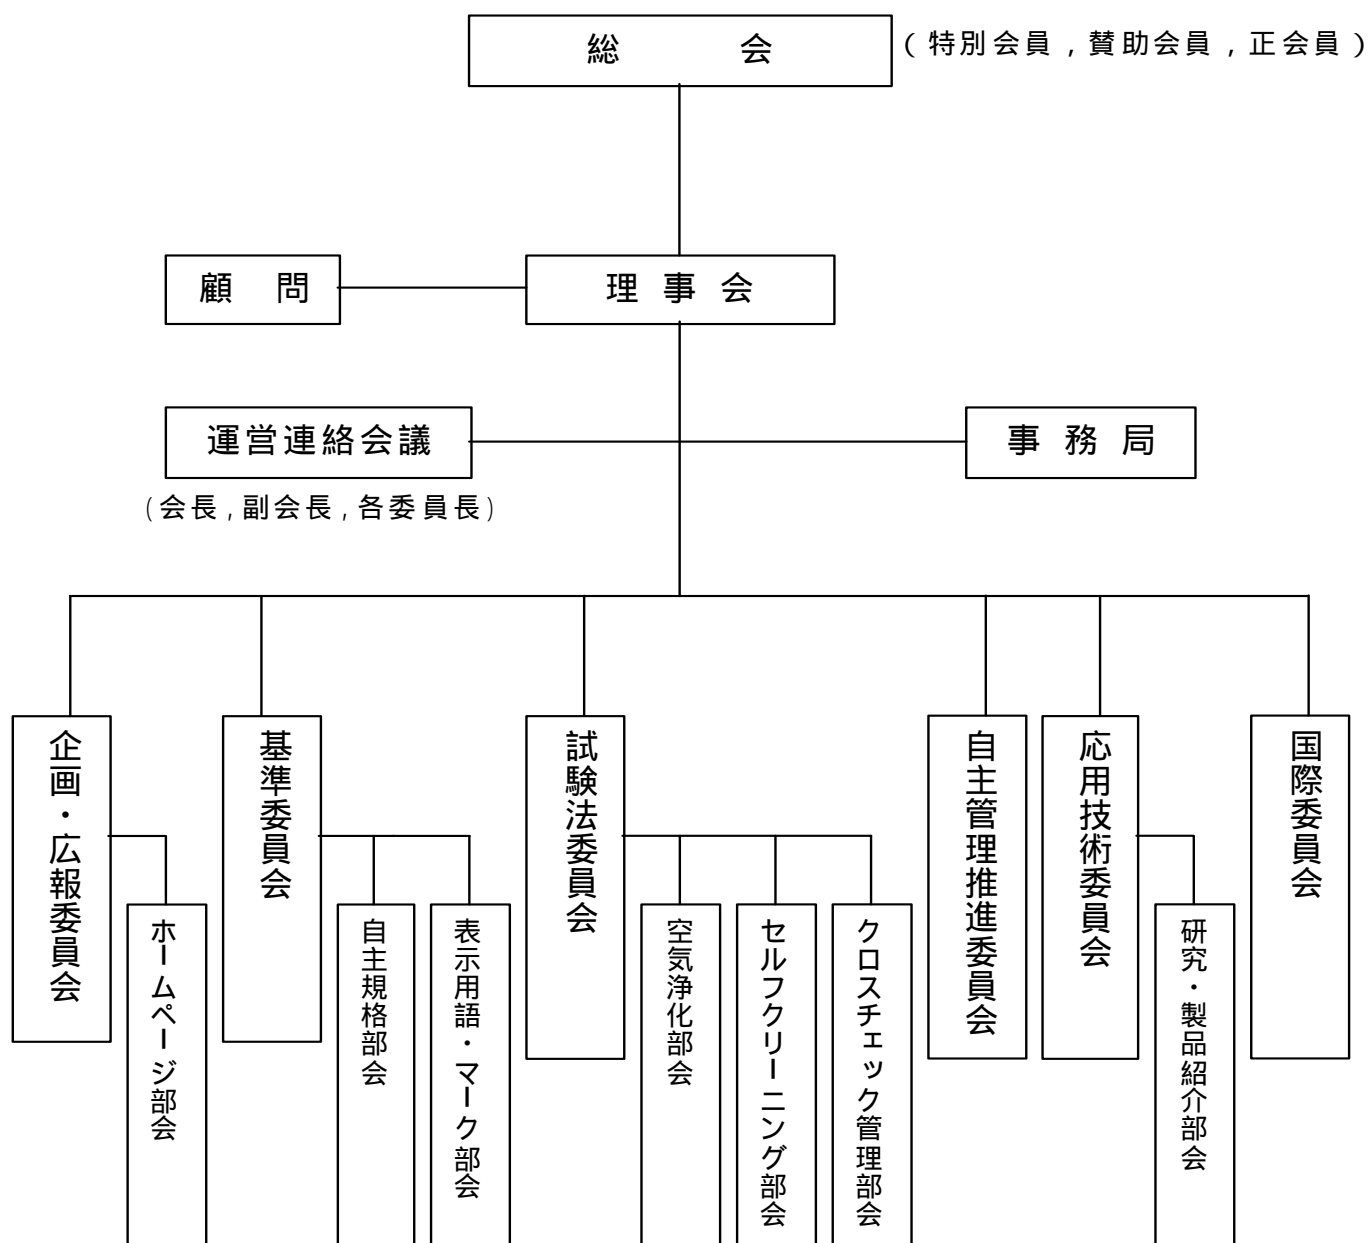 総 会
(特別会員,賛助会員,正会員)
顧 問
理 事 会
運営連絡会議
(会長,副会長,各委員長)
事 務 局
企画・広報委員会
ホームページ部会
基準委員会
自主規格部会
表示用語・マーク部会
試験法委員会
空気浄化部会
セルフクリーニング部会
クロスチェック管理部会
自主管理推進委員会
応用技術委員会
研究・製品紹介部会
国際委員会